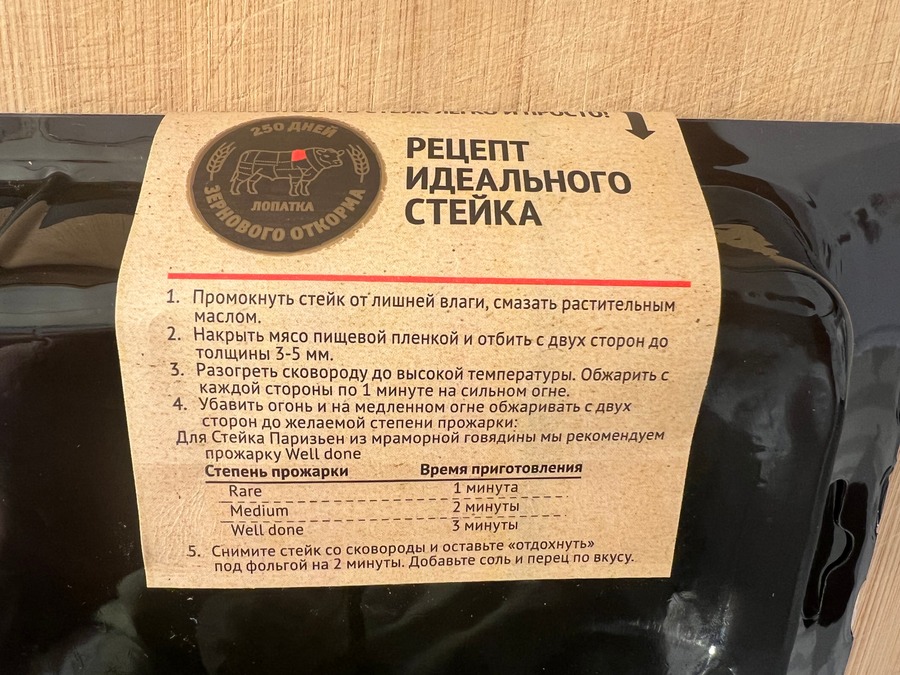 СТЕЙК ЛЕГКО И ПРОСТО!
250 ДНЕЙ
ЛОПАТКА
ЗЕРНОВОГО ОТКОРМА
РЕЦЕПТ
ИДЕАЛЬНОГО
СТЕЙКА
1. Промокнуть стейк от лишней влаги, смазать растительным
маслом.
2. Накрыть мясо пищевой пленкой и отбить с двух сторон до
толщины 3-5 мм.
3. Разогреть сковороду до высокой температуры. Обжарить с
каждой стороны по 1 минуте на сильном огне.
4. Убавить огонь и на медленном огне обжаривать с двух
сторон до желаемой степени прожарки:
Для Стейка Паризьен из мраморной говядины мы рекомендуем
прожарку Well done
Степень прожарки Время приготовления
Rare 1 минута
Medium 2 минуты
Well done 3 минуты
5. Снимите стейк со сковороды и оставьте «отдохнуть»
под фольгой на 2 минуты. Добавьте соль и перец по вкусу.